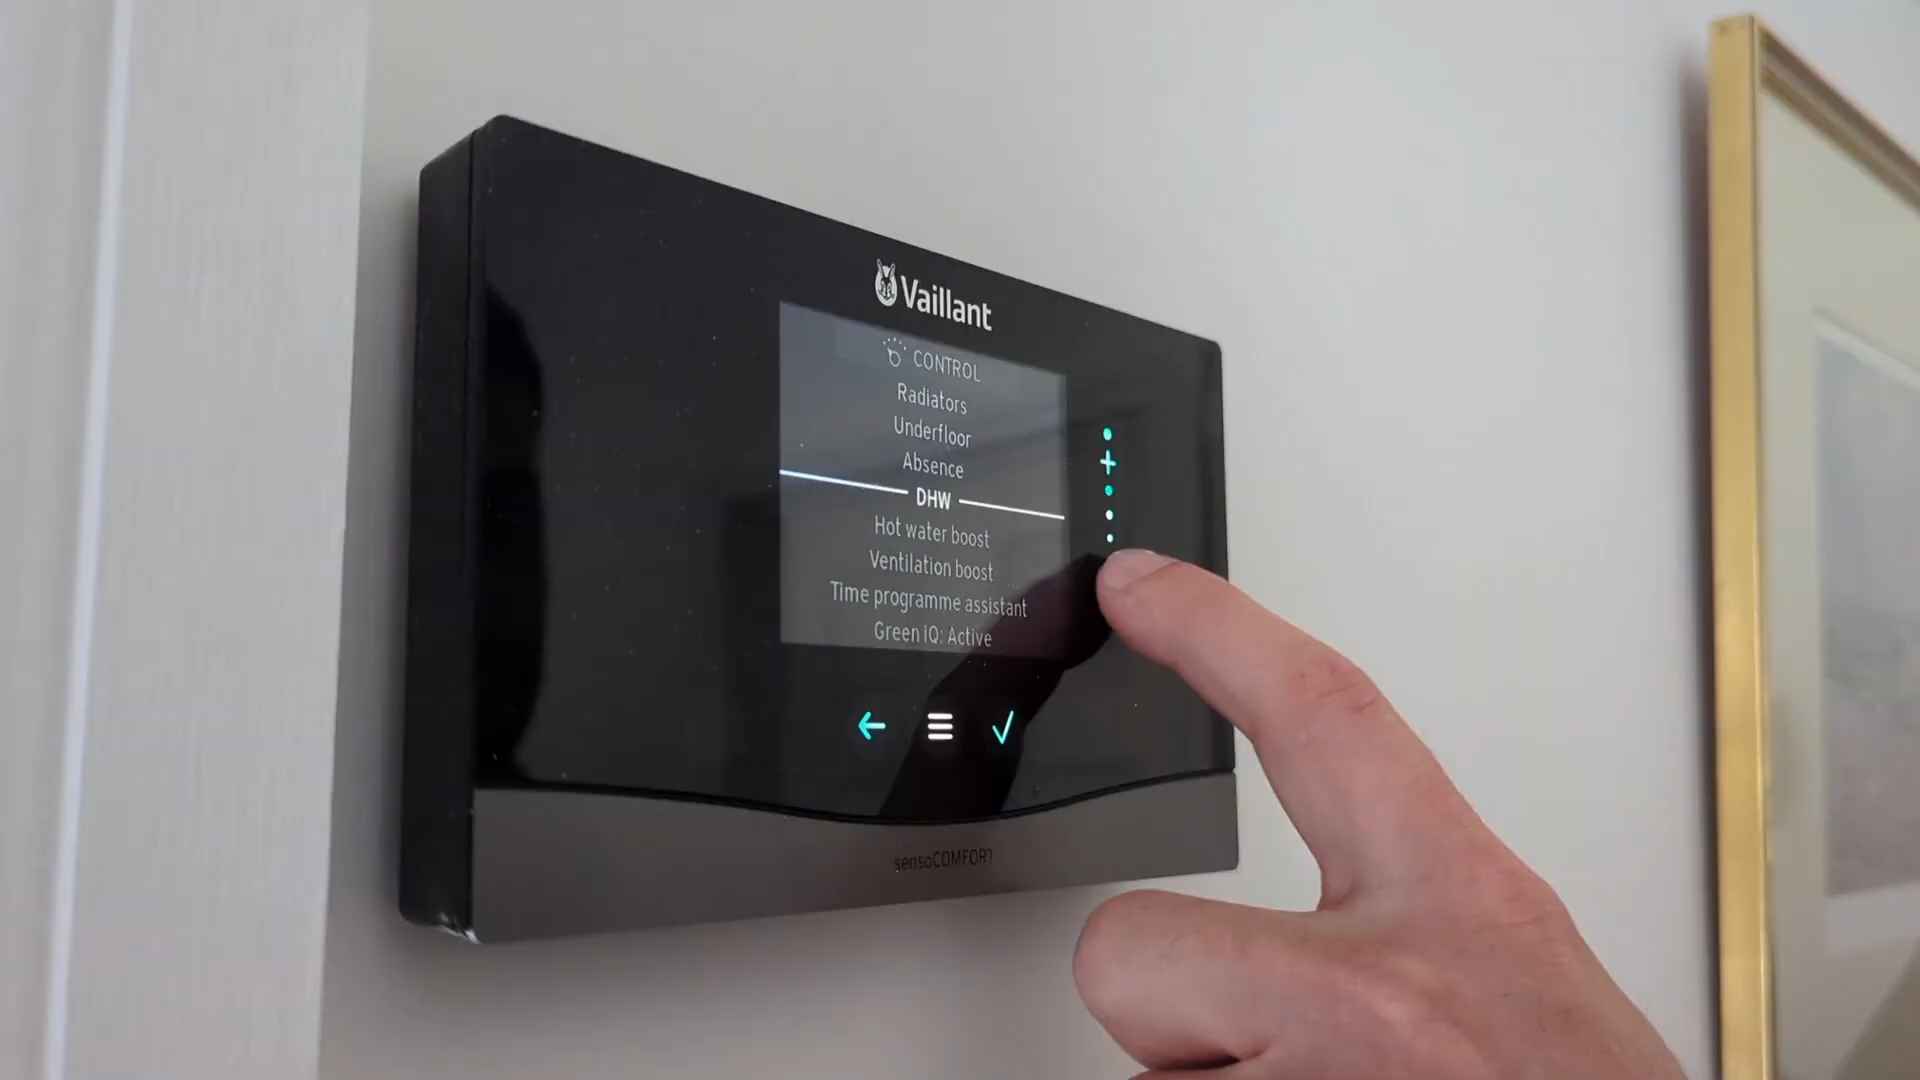 Vaillant
CONTROL
Radiators
Underfloor
Absence
DHW
Hot water boost
Ventilation boost
Time programme assistant
Green iQ: Active
sensoCOMFORT